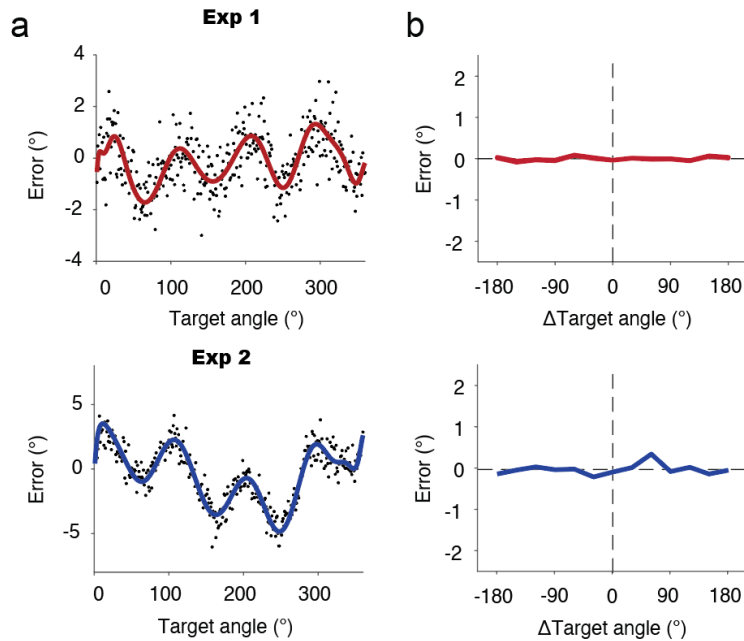 a
Exp 1
4
2
0
-2
-4
Error (°)
0 100 200 300
Target angle (°)
b
2
1
0
-1
-2
Error (°)
-180 -90 0 90 180
ΔTarget angle (°)
Exp 2
5
0
-5
Error (°)
0 100 200 300
Target angle (°)
2
1
0
-1
-2
Error (°)
-180 -90 0 90 180
ΔTarget angle (°)